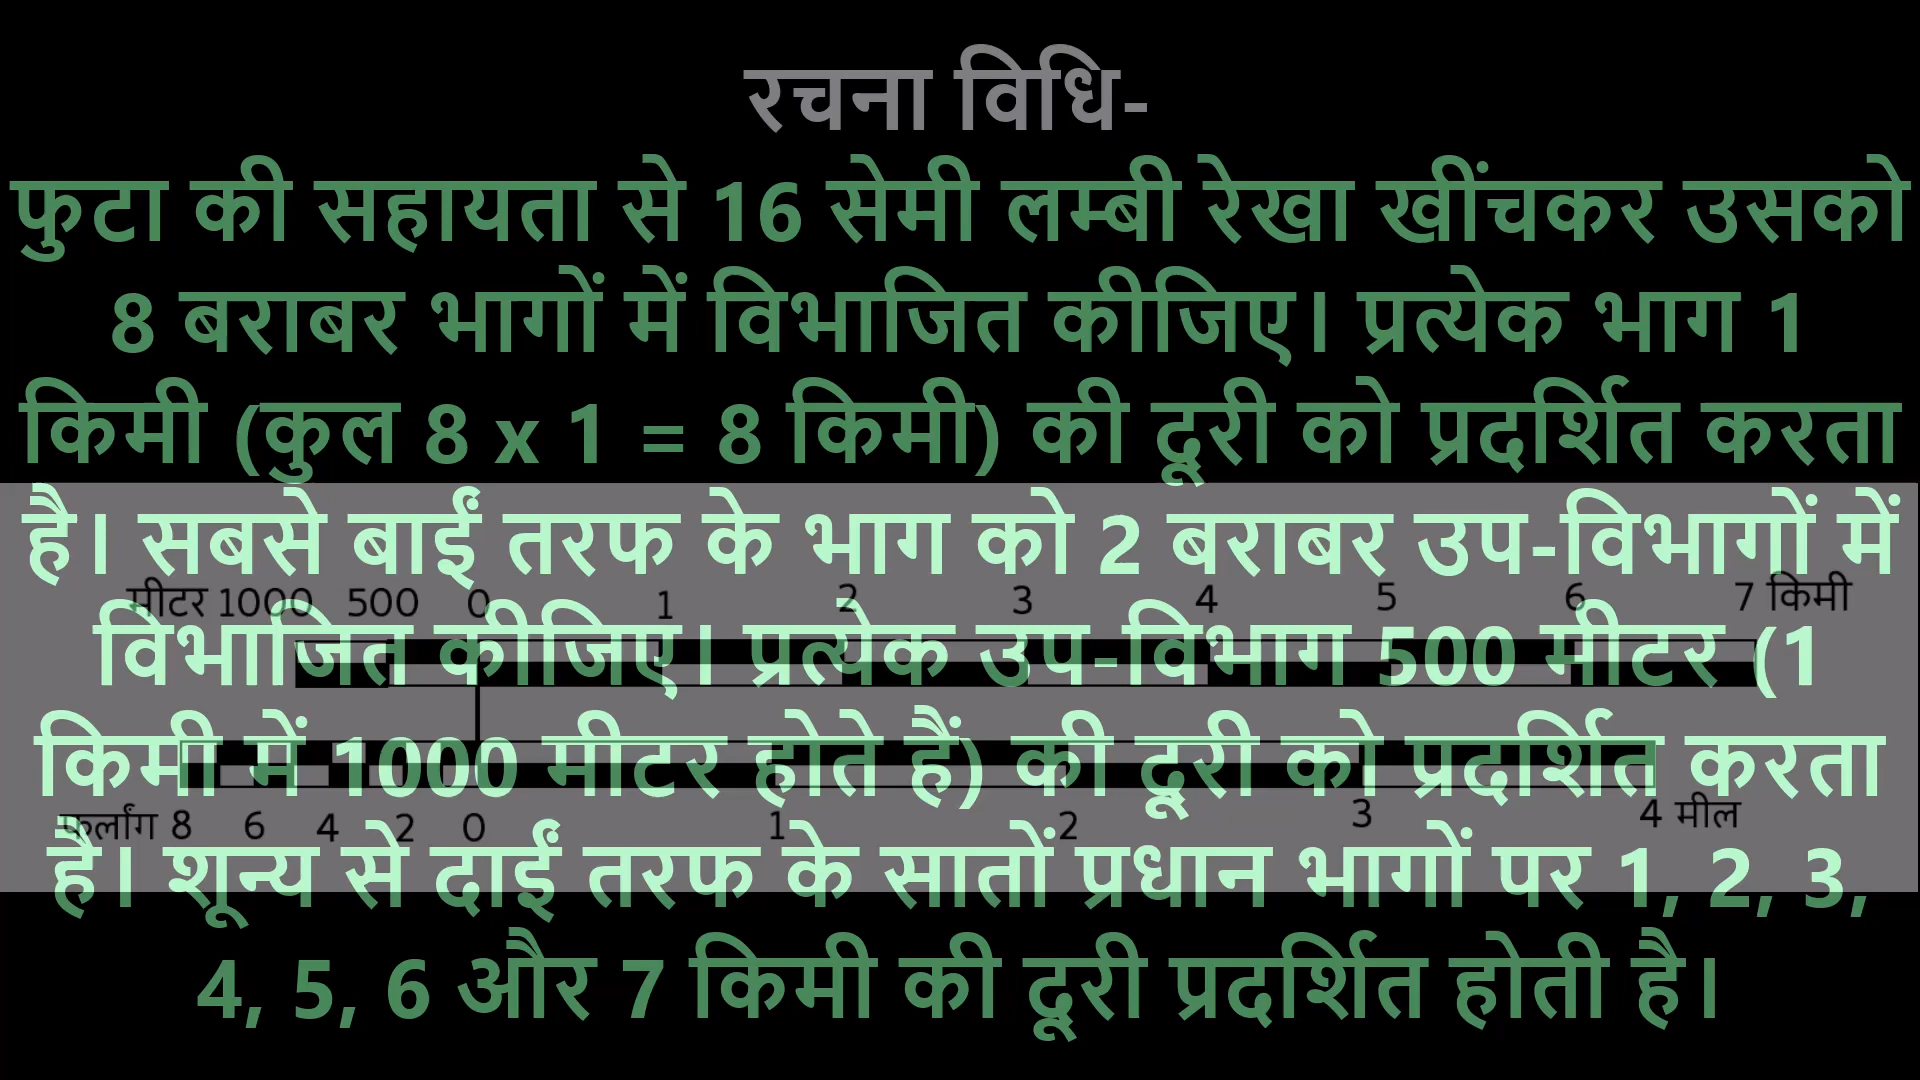 रचना विधि-
फुटा की सहायता से 16 सेमी लम्बी रेखा खींचकर उसको
8 बराबर भागों में विभाजित कीजिए। प्रत्येक भाग 1
किमी (कुल 8 x 1 = 8 किमी) की दूरी को प्रदर्शित करता
है। सबसे बाईं तरफ के भाग को 2 बराबर उप-विभागों में
मीटर 1000 500 0 1 2 3 4 5 6 7 किमी
विभाजित कीजिए। प्रत्येक उप-विभाग 500 मीटर (1
किमी में 1000 मीटर होते हैं) की दूरी को प्रदर्शित करता
फर्लांग 8 6 4 2 0 1 2 3 4 मील
है। शून्य से दाईं तरफ के सातों प्रधान भागों पर 1, 2, 3,
4, 5, 6 और 7 किमी की दूरी प्रदर्शित होती है।